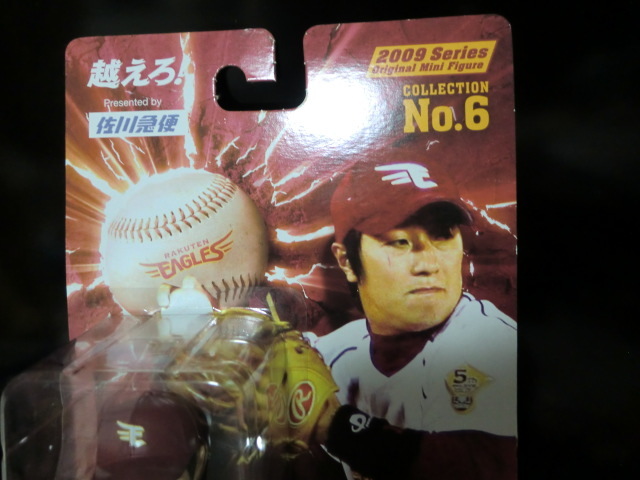 越えろ!
Presented by
佐川急便
2009 Series
Original Mini Figure
COLLECTION
No.6
RAKUTEN
EAGLES
5th